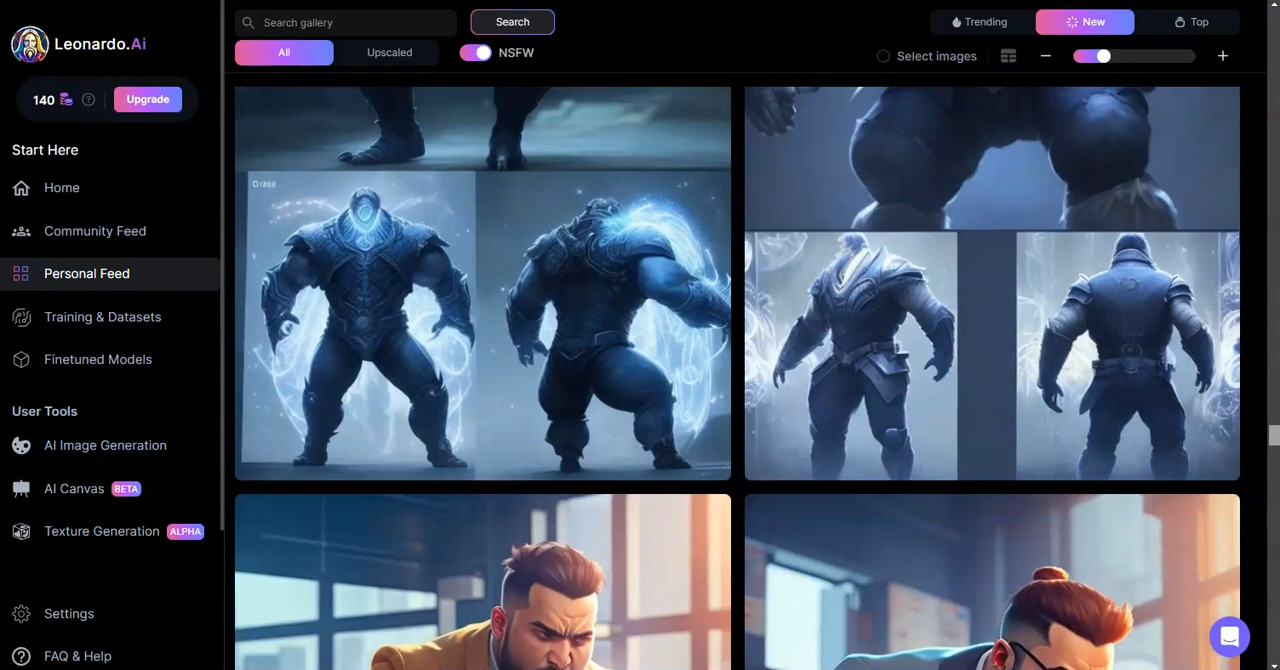 Leonardo.Ai
140 Upgrade
Start Here
Home
Community Feed
Personal Feed
Training & Datasets
Finetuned Models
User Tools
AI Image Generation
AI Canvas BETA
Texture Generation ALPHA
Settings
FAQ & Help
Search gallery
Search
Trending
New
Top
All
Upscaled
NSFW
Select images